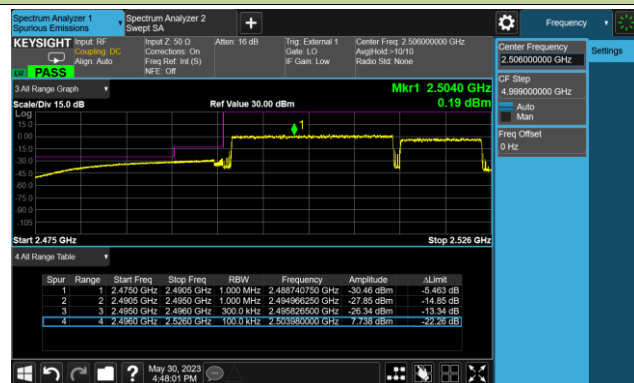 Spectrum Analyzer 1
Spurious Emissions
Spectrum Analyzer 2
Swept SA
Frequency
KEYSIGHT
Input: RF
Coupling: DC
Align: Auto
Input Z: 50 Ω
Corrections: On
Freq Ref: Int (S)
NFE: Off
Atten: 16 dB
Trig: External 1
Gate: LO
IF Gain: Low
Center Freq: 2.506000000 GHz
Avg|Hold:>10/10
Radio Std: None
PASS
Center Frequency
2.506000000 GHz
Settings
CF Step
4.999000000 GHz
Auto
Man
Freq Offset
0 Hz
3 All Range Graph
Mkr1 2.5040 GHz
Scale/Div 15.0 dB
Ref Value 30.00 dBm
0.19 dBm
Log
15.0
0.00
-15.0
-30.0
-45.0
-60.0
-75.0
-90.0
-105
1
Start 2.475 GHz
Stop 2.526 GHz
4 All Range Table
Spur Range Start Freq Stop Freq RBW Frequency Amplitude ΔLimit
1 1 2.4750 GHz 2.4905 GHz 1.000 MHz 2.488740750 GHz -30.46 dBm -5.463 dB
2 2 2.4905 GHz 2.4950 GHz 1.000 MHz 2.494966250 GHz -27.85 dBm -14.85 dB
3 3 2.4950 GHz 2.4960 GHz 300.0 kHz 2.495826500 GHz -26.34 dBm -13.34 dB
4 4 2.4960 GHz 2.5260 GHz 100.0 kHz 2.503980000 GHz 7.738 dBm -22.26 dB
May 30, 2023
4:48:01 PM